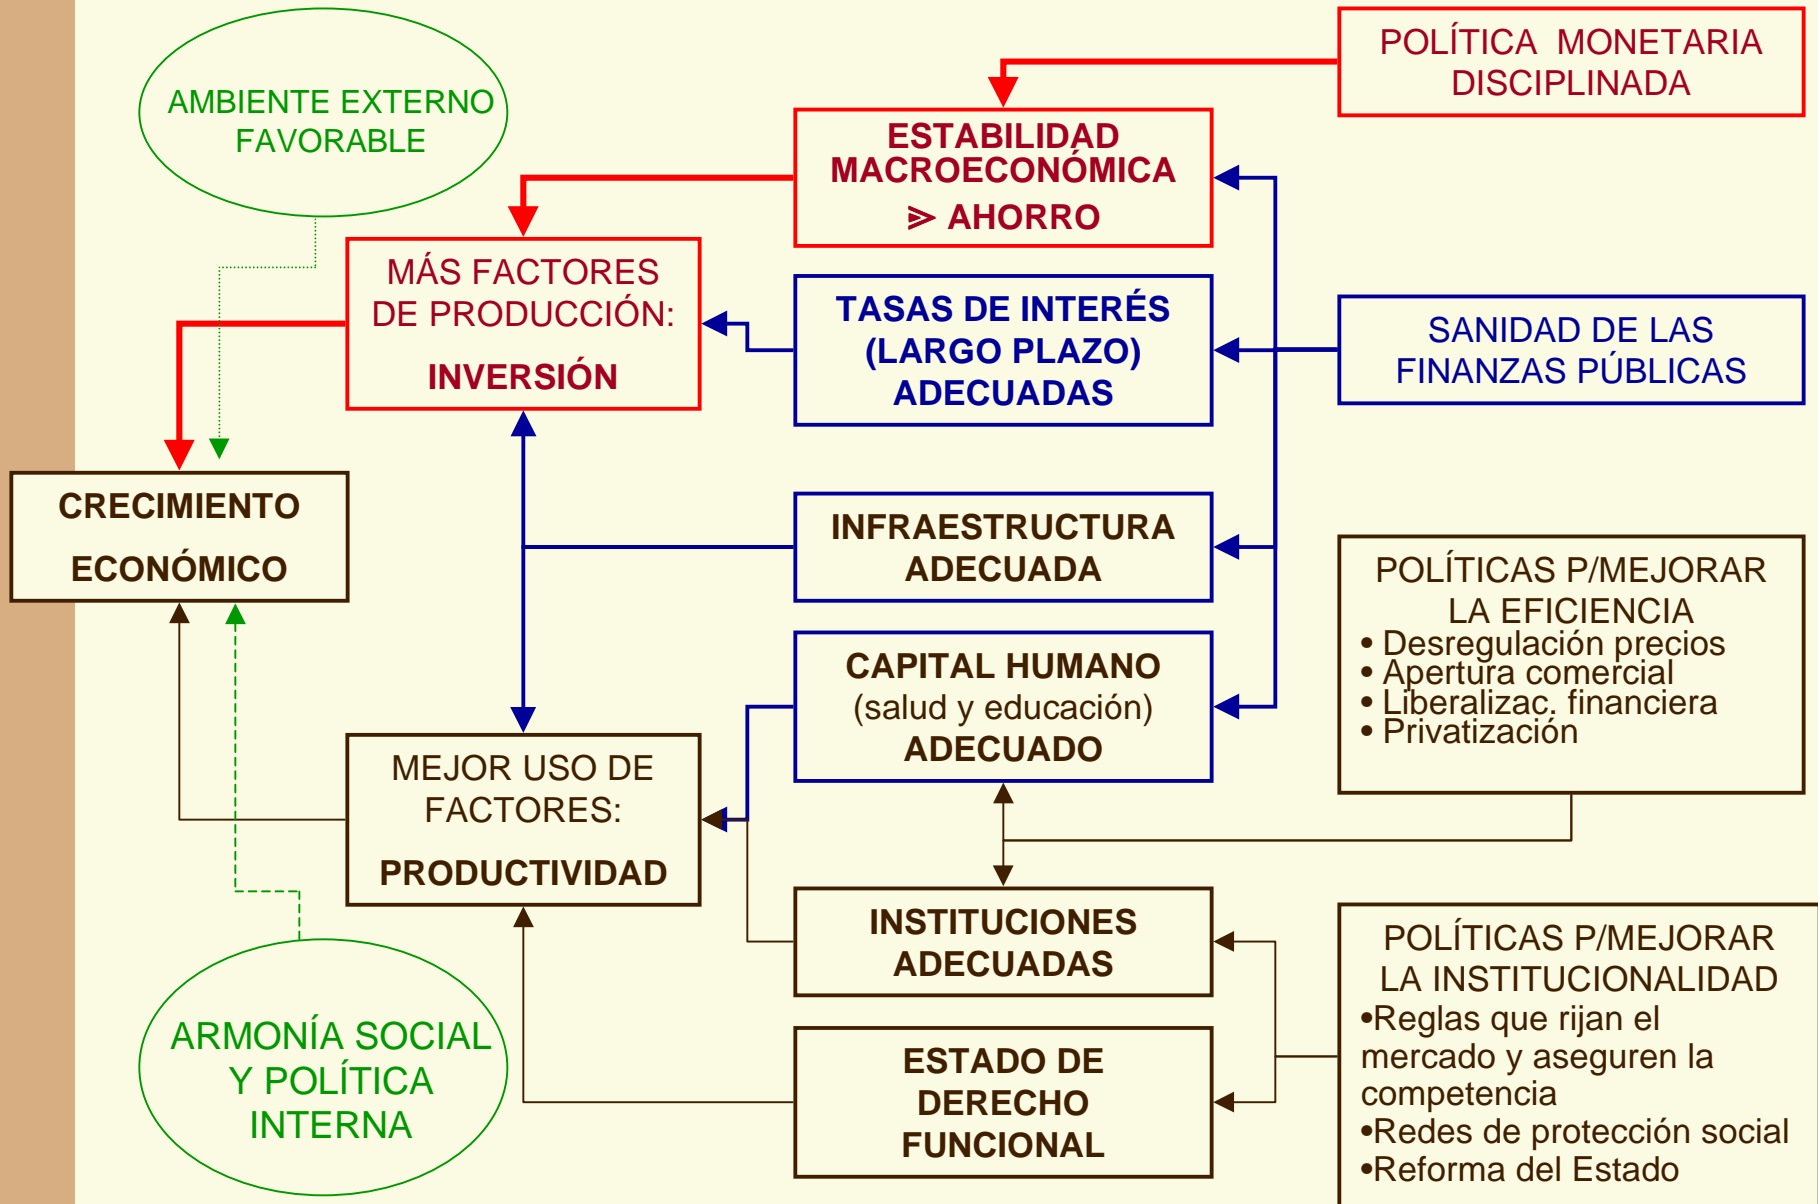 AMBIENTE EXTERNO
FAVORABLE
POLÍTICA MONETARIA
DISCIPLINADA
ESTABILIDAD
MACROECONÓMICA
⪢ AHORRO
MÁS FACTORES
DE PRODUCCIÓN:
INVERSIÓN
TASAS DE INTERÉS
(LARGO PLAZO)
ADECUADAS
SANIDAD DE LAS
FINANZAS PÚBLICAS
CRECIMIENTO
ECONÓMICO
INFRAESTRUCTURA
ADECUADA
POLÍTICAS P/MEJORAR
LA EFICIENCIA
• Desregulación precios
• Apertura comercial
• Liberalizac. financiera
• Privatización
CAPITAL HUMANO
(salud y educación)
ADECUADO
MEJOR USO DE
FACTORES:
PRODUCTIVIDAD
INSTITUCIONES
ADECUADAS
POLÍTICAS P/MEJORAR
LA INSTITUCIONALIDAD
•Reglas que rijan el
mercado y aseguren la
competencia
•Redes de protección social
•Reforma del Estado
ARMONÍA SOCIAL
Y POLÍTICA
INTERNA
ESTADO DE
DERECHO
FUNCIONAL